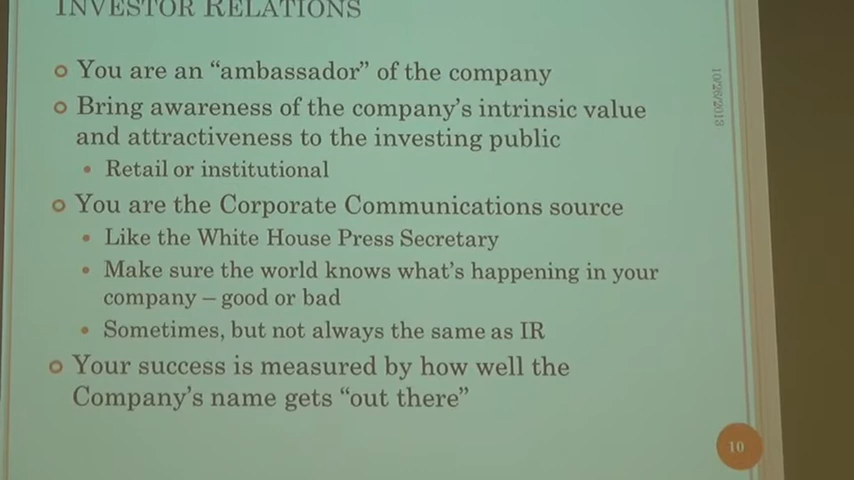 INVESTOR RELATIONS
You are an “ambassador” of the company
Bring awareness of the company’s intrinsic value
and attractiveness to the investing public
Retail or institutional
You are the Corporate Communications source
Like the White House Press Secretary
Make sure the world knows what’s happening in your
company – good or bad
Sometimes, but not always the same as IR
Your success is measured by how well the
Company’s name gets “out there”
10/26/2013
10